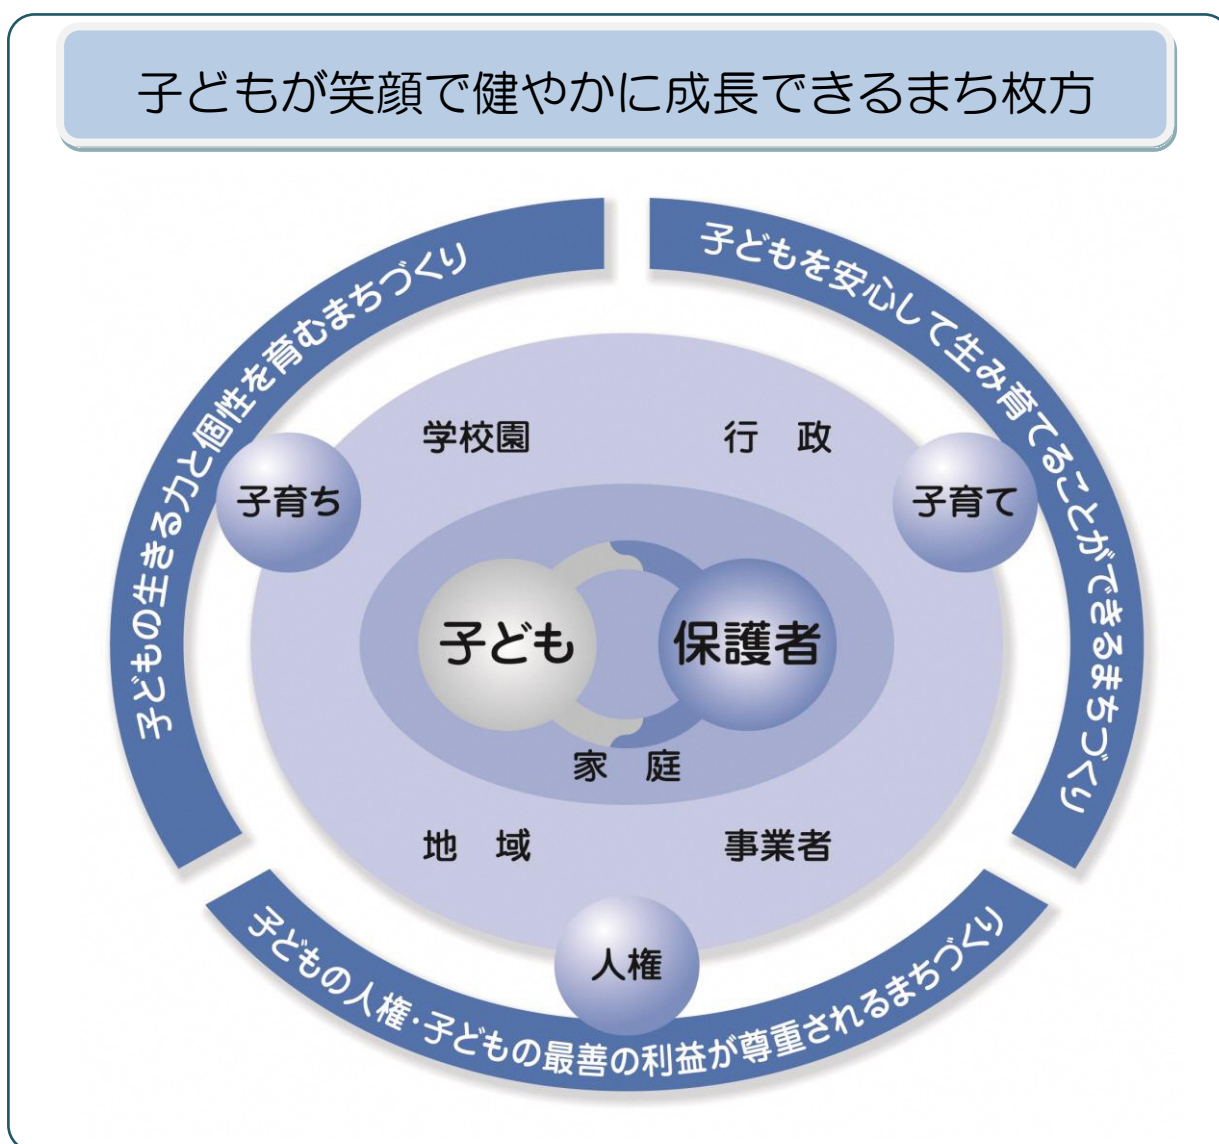 子どもが笑顔で健やかに成長できるまち枚方
子どもの生きる力と個性を育むまちづくり
子どもを安心して生み育てることができるまちづくり
学校園
行 政
子育ち
子育て
子ども
保護者
家 庭
地 域
事業者
人権
子どもの人権・子どもの最善の利益が尊重されるまちづくり